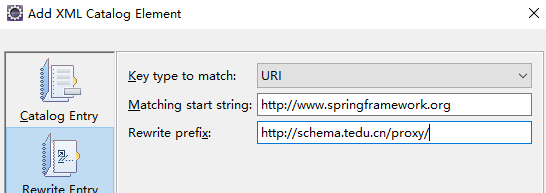 Add XML Catalog Element
Key type to match: URI
Matching start string: http://www.springframework.org
Rewrite prefix: http://schema.tedu.cn/proxy/
Catalog Entry
Rewrite Entry